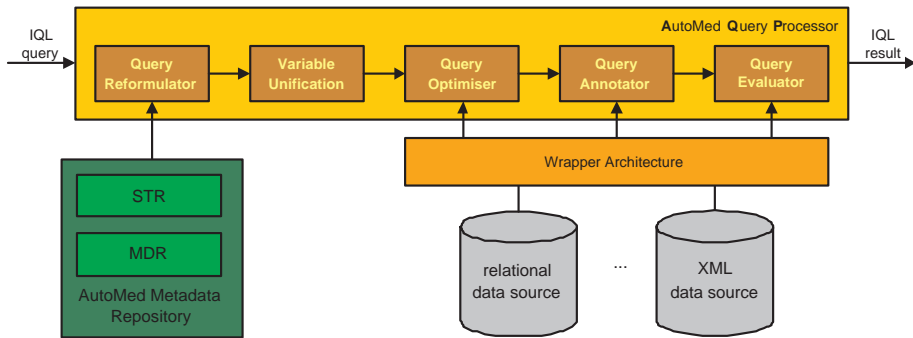 AutoMed Query Processor
IQL
query
IQL
result
Query
Reformulator
Variable
Unification
Query
Optimiser
Query
Annotator
Query
Evaluator
Wrapper Architecture
STR
MDR
AutoMed Metadata
Repository
relational
data source
...
XML
data source